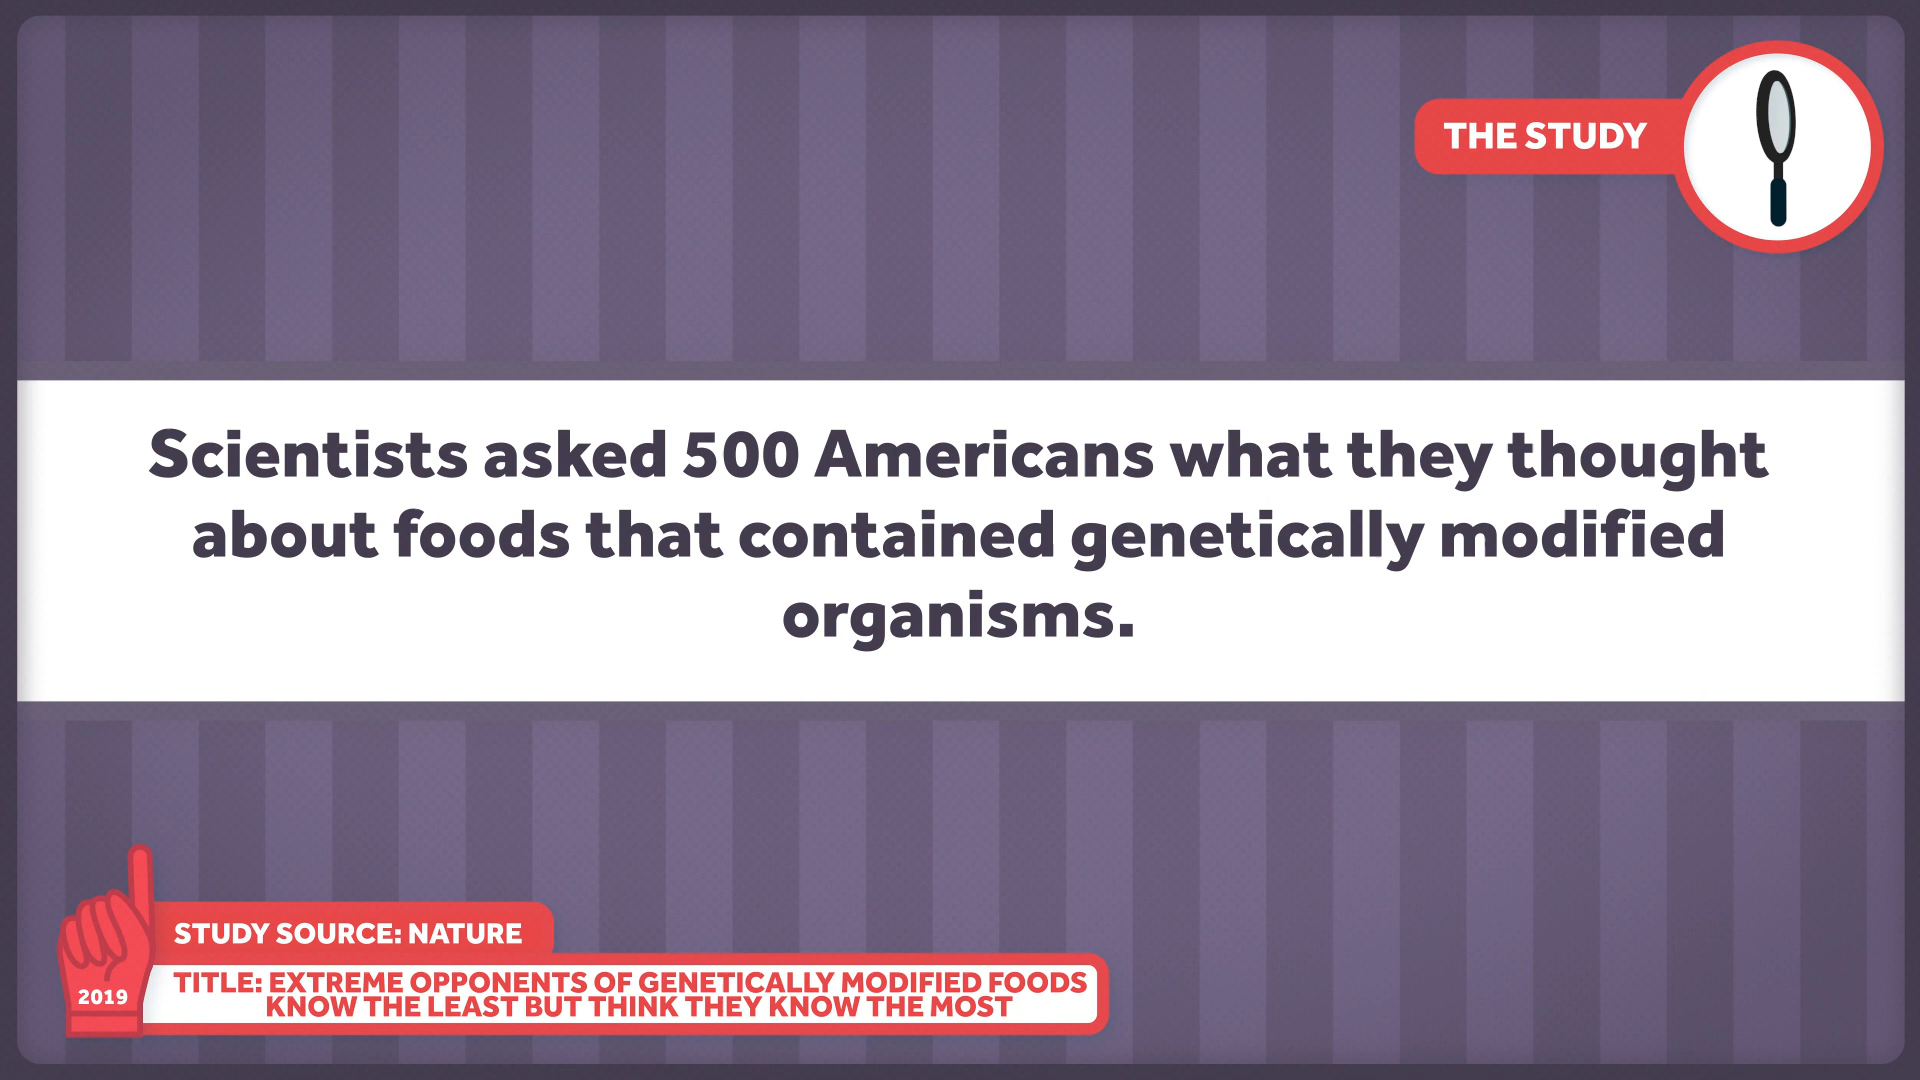 THE STUDY
Scientists asked 500 Americans what they thought
about foods that contained genetically modified
organisms.
STUDY SOURCE: NATURE
TITLE: EXTREME OPPONENTS OF GENETICALLY MODIFIED FOODS
KNOW THE LEAST BUT THINK THEY KNOW THE MOST
2019